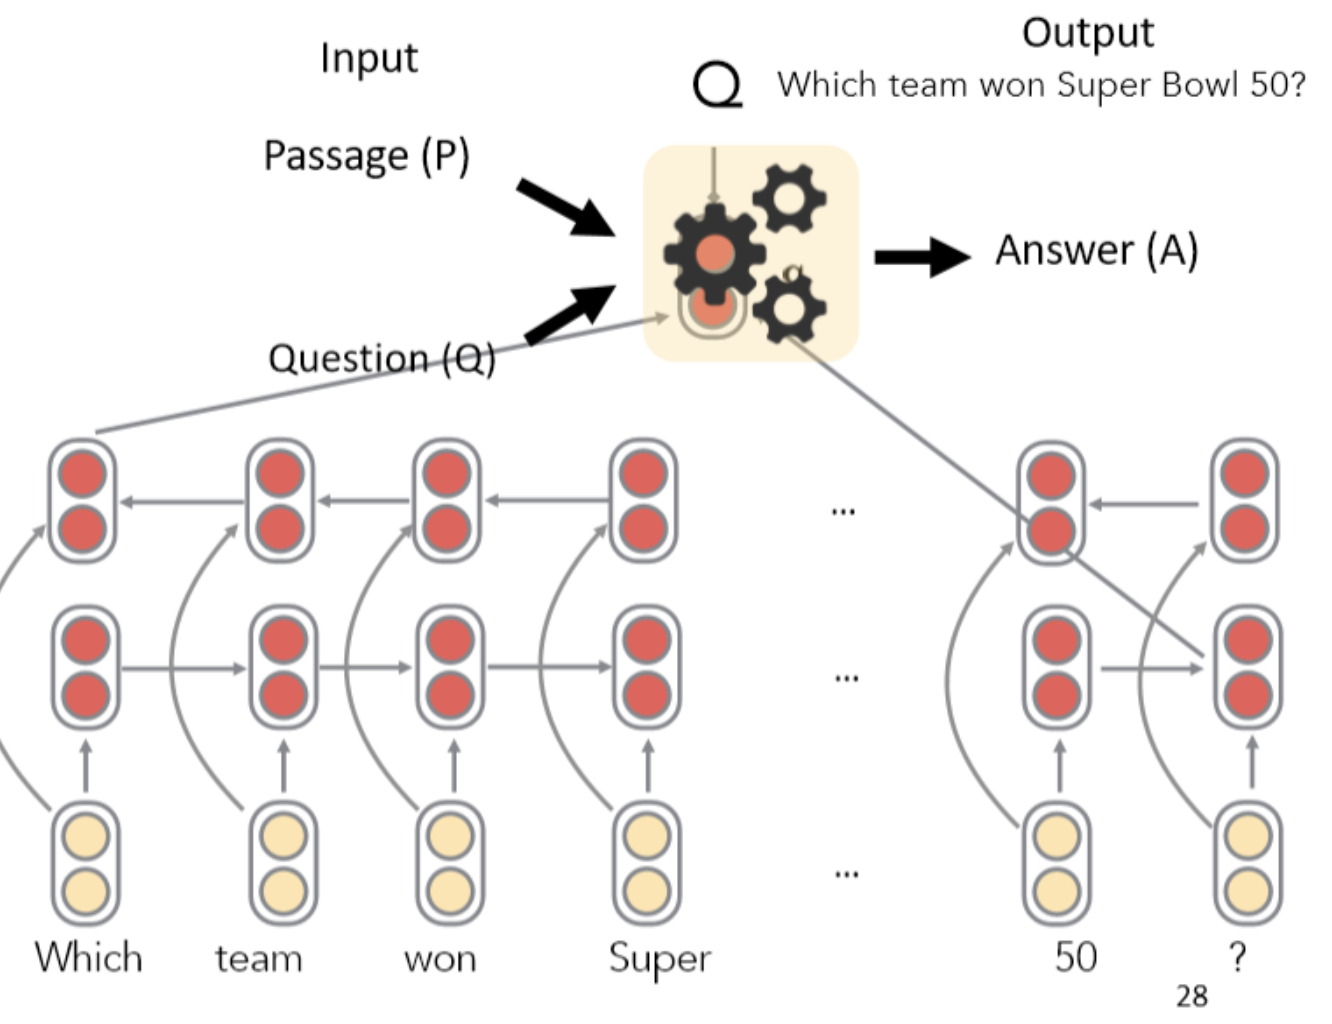 Input
Output
Q Which team won Super Bowl 50?
Passage (P)
Answer (A)
q
Question (Q)
...
...
...
Which team won Super 50 ?
28